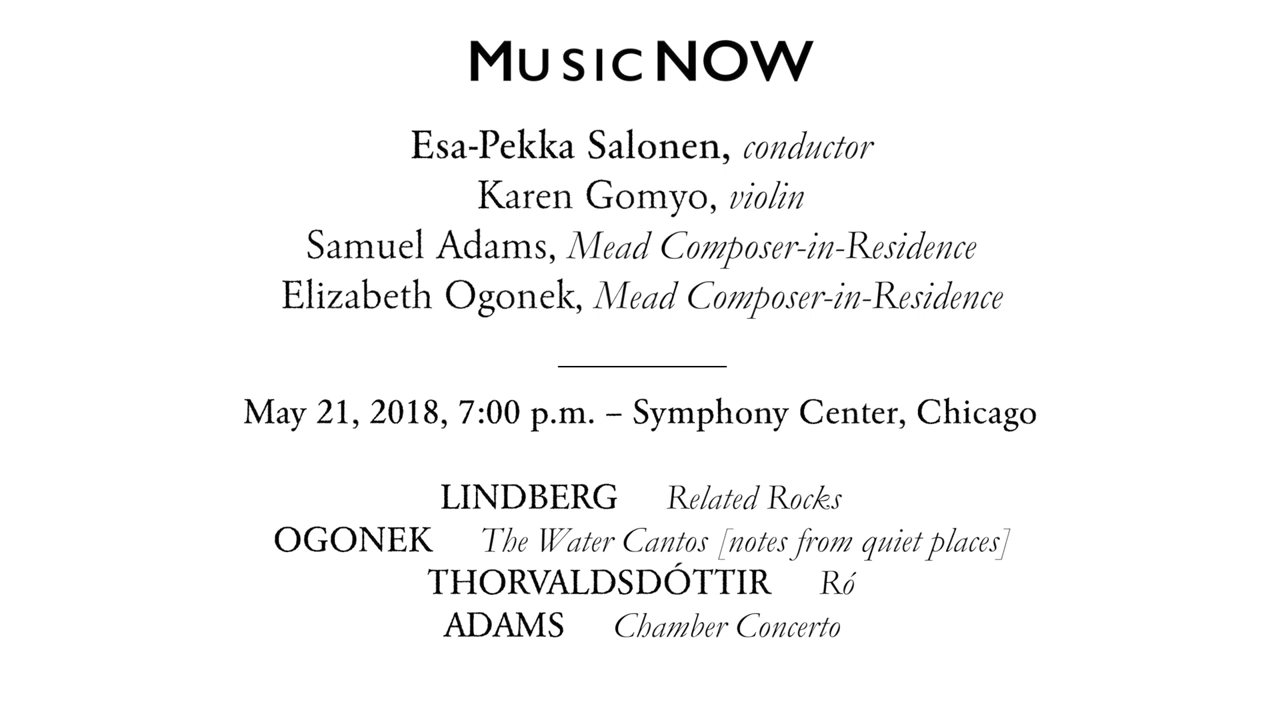 MUSICNOW
Esa-Pekka Salonen, conductor
Karen Gomyo, violin
Samuel Adams, Mead Composer-in-Residence
Elizabeth Ogonek, Mead Composer-in-Residence
May 21, 2018, 7:00 p.m. – Symphony Center, Chicago
LINDBERG Related Rocks
OGONEK The Water Cantos [notes from quiet places]
THORVALDSDÓTTIR Ró
ADAMS Chamber Concerto